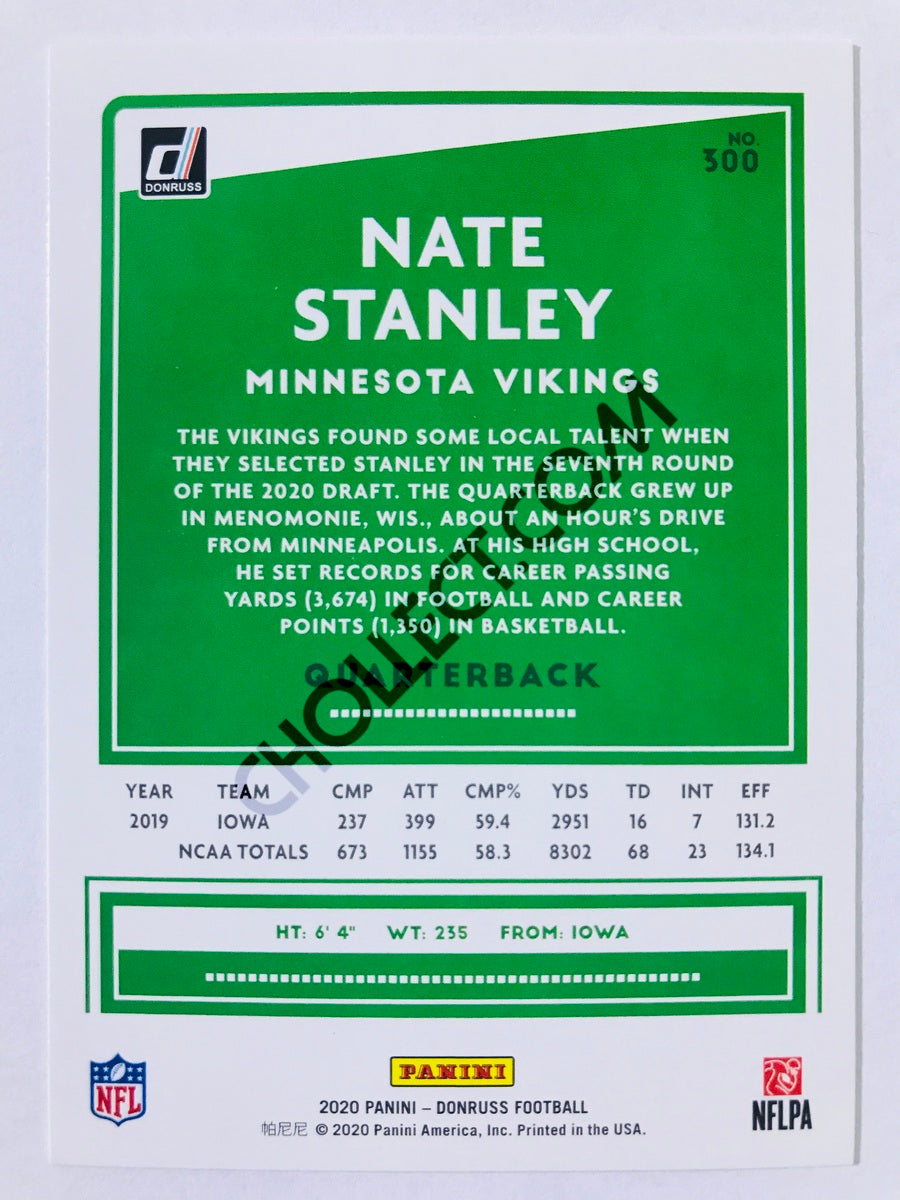 DONRUSS
NO.
300
NATE
STANLEY
MINNESOTA VIKINGS
THE VIKINGS FOUND SOME LOCAL TALENT WHEN
THEY SELECTED STANLEY IN THE SEVENTH ROUND
OF THE 2020 DRAFT. THE QUARTERBACK GREW UP
IN MENOMONIE, WIS., ABOUT AN HOUR'S DRIVE
FROM MINNEAPOLIS. AT HIS HIGH SCHOOL,
HE SET RECORDS FOR CAREER PASSING
YARDS (3,674) IN FOOTBALL AND CAREER
POINTS (1,350) IN BASKETBALL.
QUARTERBACK
CHOLLECT.COM
YEAR TEAM CMP ATT CMP% YDS TD INT EFF
2019 IOWA 237 399 59.4 2951 16 7 131.2
NCAA TOTALS 673 1155 58.3 8302 68 23 134.1
HT: 6' 4" WT: 235 FROM: IOWA
NFL
PANINI
NFLPA
2020 PANINI – DONRUSS FOOTBALL
帕尼尼 © 2020 Panini America, Inc. Printed in the USA.